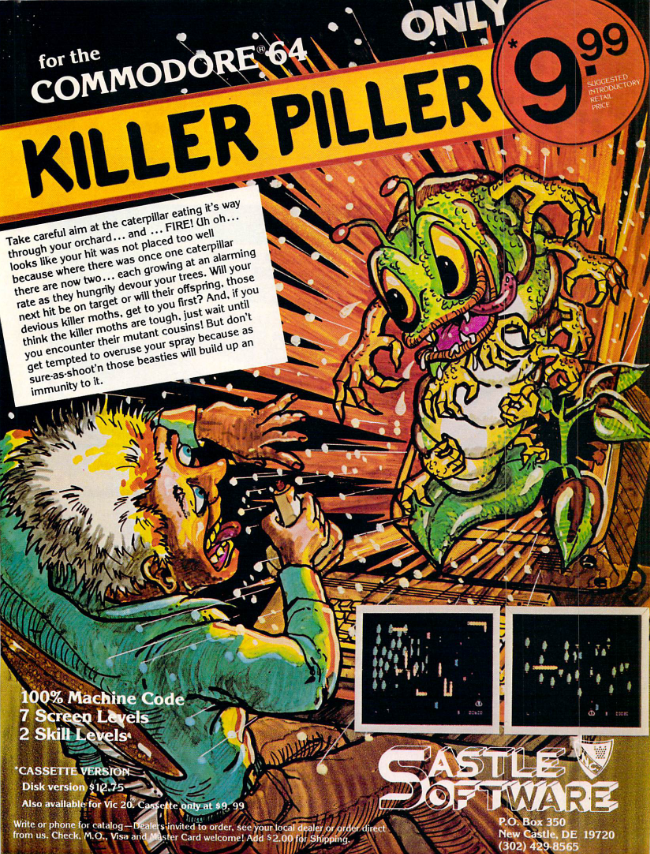 for the
COMMODORE® 64
ONLY
*9.99
SUGGESTED
INTRODUCTORY
RETAIL
PRICE
KILLER PILLER
Take careful aim at the caterpillar eating it's way
through your orchard... and ... FIRE! Uh oh...
looks like your hit was not placed too well
because where there was once one caterpillar
there are now two... each growing at an alarming
rate as they hungrily devour your trees. Will your
next hit be on target or will their offspring, those
devious killer moths, get to you first? And, if you
think the killer moths are tough, just wait until
you encounter their mutant cousins! But don't
get tempted to overuse your spray because as
sure-as-shoot'n those beasties will build up an
immunity to it.
100% Machine Code
7 Screen Levels
2 Skill Levels
*CASSETTE VERSION
Disk version $12.75
Also available for Vic 20. Cassette only at $9.99
Write or phone for catalog—Dealers invited to order, see your local dealer or order direct
from us. Check, M.O., Visa and Master Card welcome! Add $2.00 for Shipping.
SASTLE
SOFTWARE
P.O. Box 350
New Castle, DE 19720
(302) 429-8565